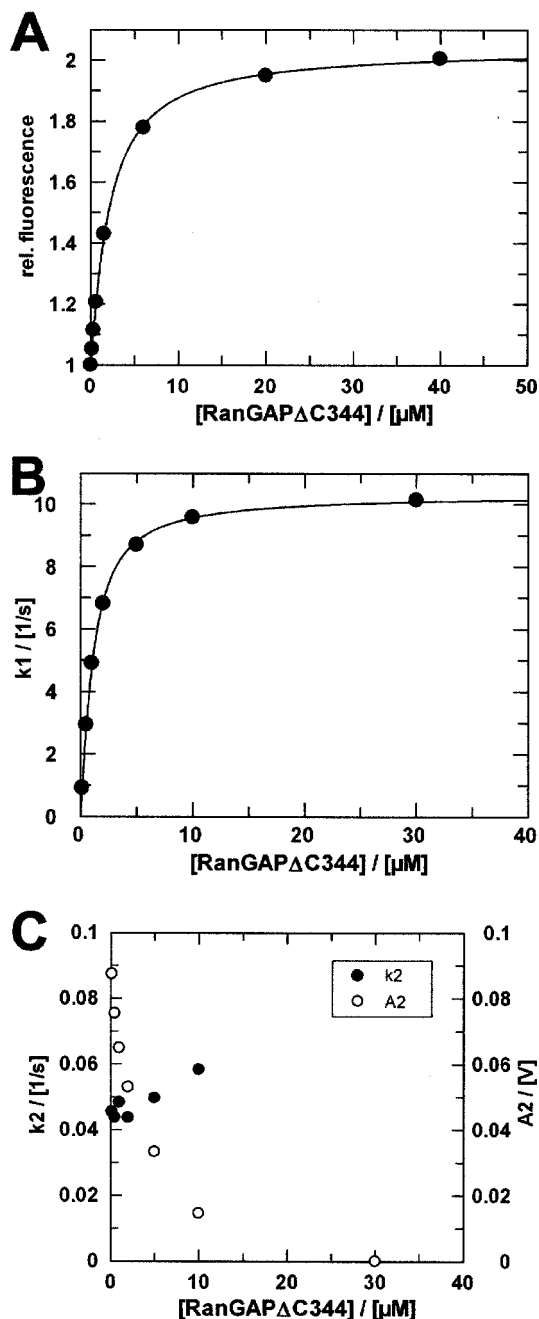 A
2
1.8
1.6
1.4
1.2
1
rel. fluorescence
0 10 20 30 40 50
[RanGAPΔC344] / [µM]
B
10
8
6
4
2
0
k1 / [1/s]
0 10 20 30 40
[RanGAPΔC344] / [µM]
C
0.1
0.08
0.06
0.04
0.02
0
k2 / [1/s]
k2
A2
0.1
0.08
0.06
0.04
0.02
0
A2 / [V]
0 10 20 30 40
[RanGAPΔC344] / [µM]